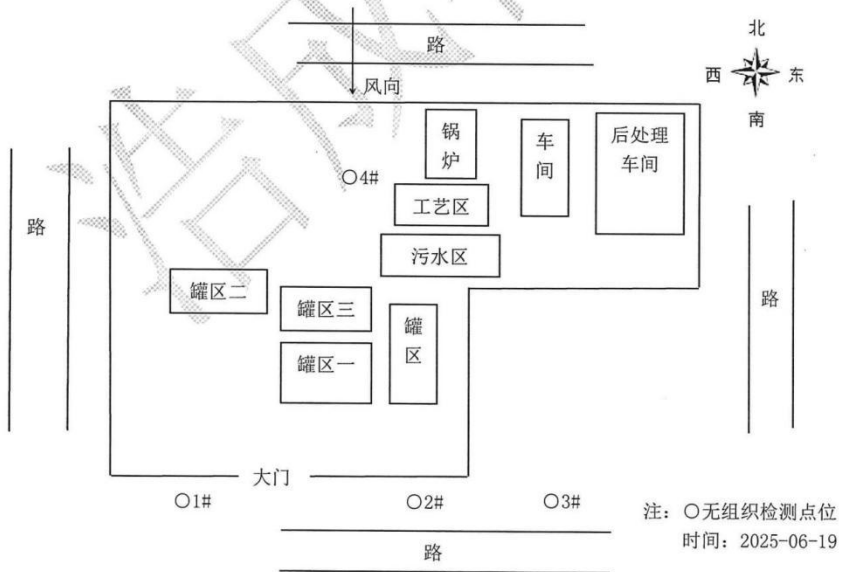 路
北
西 东
南
风向
锅炉
车间
后处理
车间
○4#
工艺区
污水区
路
罐区二
罐区三
罐区
罐区一
路
大门
○1# ○2# ○3#
注：○无组织检测点位
时间：2025-06-19
路